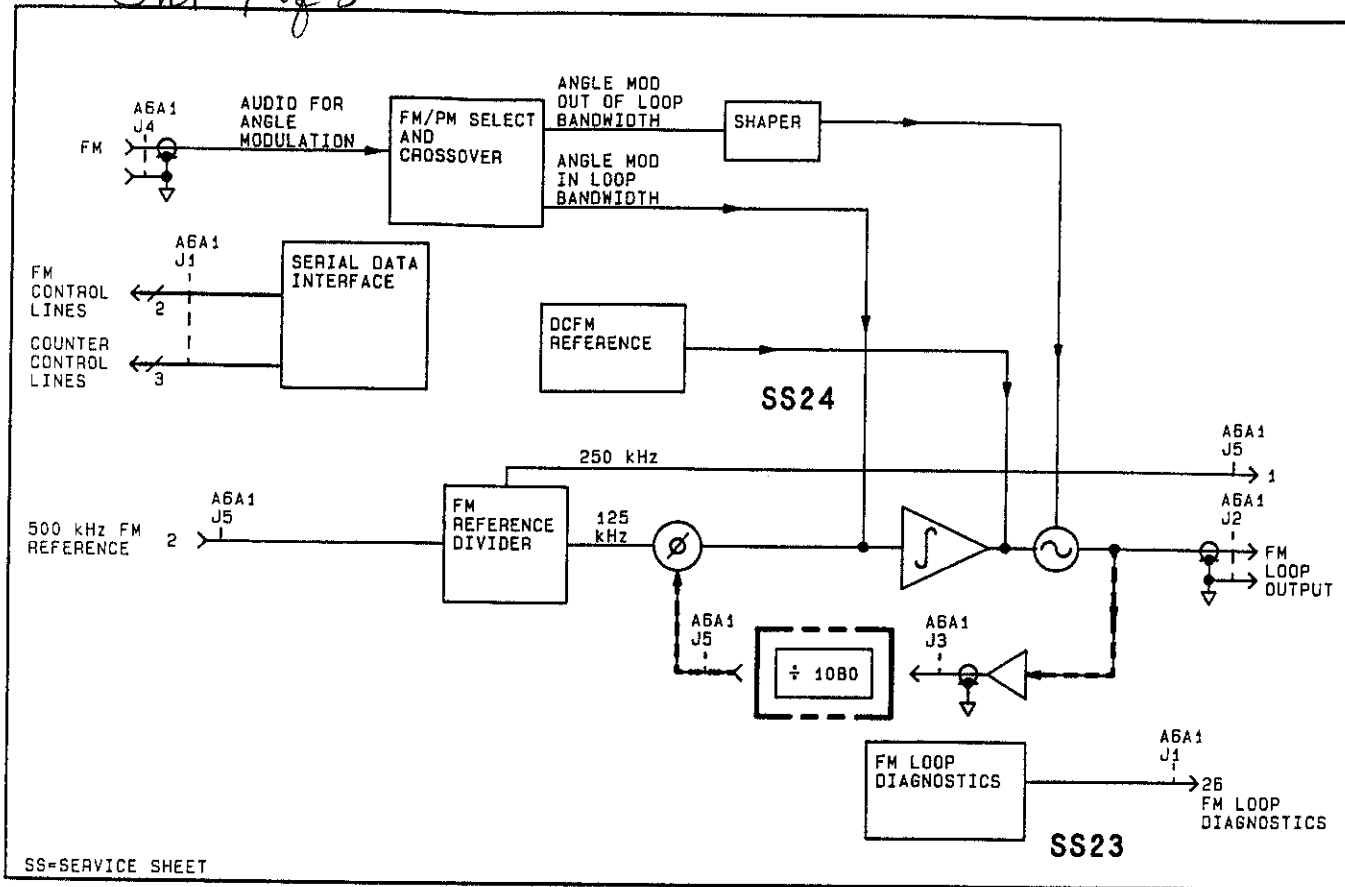 A6A1
J4
FM
AUDIO FOR
ANGLE
MODULATION
FM/PM SELECT
AND
CROSSOVER
ANGLE MOD
OUT OF LOOP
BANDWIDTH
SHAPER
ANGLE MOD
IN LOOP
BANDWIDTH
A6A1
J1
FM
CONTROL
LINES
2
COUNTER
CONTROL
LINES
3
SERIAL DATA
INTERFACE
DCFM
REFERENCE
SS24
250 kHz
A6A1
J5
1
500 kHz FM
REFERENCE
2
A6A1
J5
FM
REFERENCE
DIVIDER
125
kHz
ø
∫
A6A1
J2
FM
LOOP
OUTPUT
A6A1
J5
÷ 1080
A6A1
J3
FM LOOP
DIAGNOSTICS
A6A1
J1
26
FM LOOP
DIAGNOSTICS
SS23
SS=SERVICE SHEET